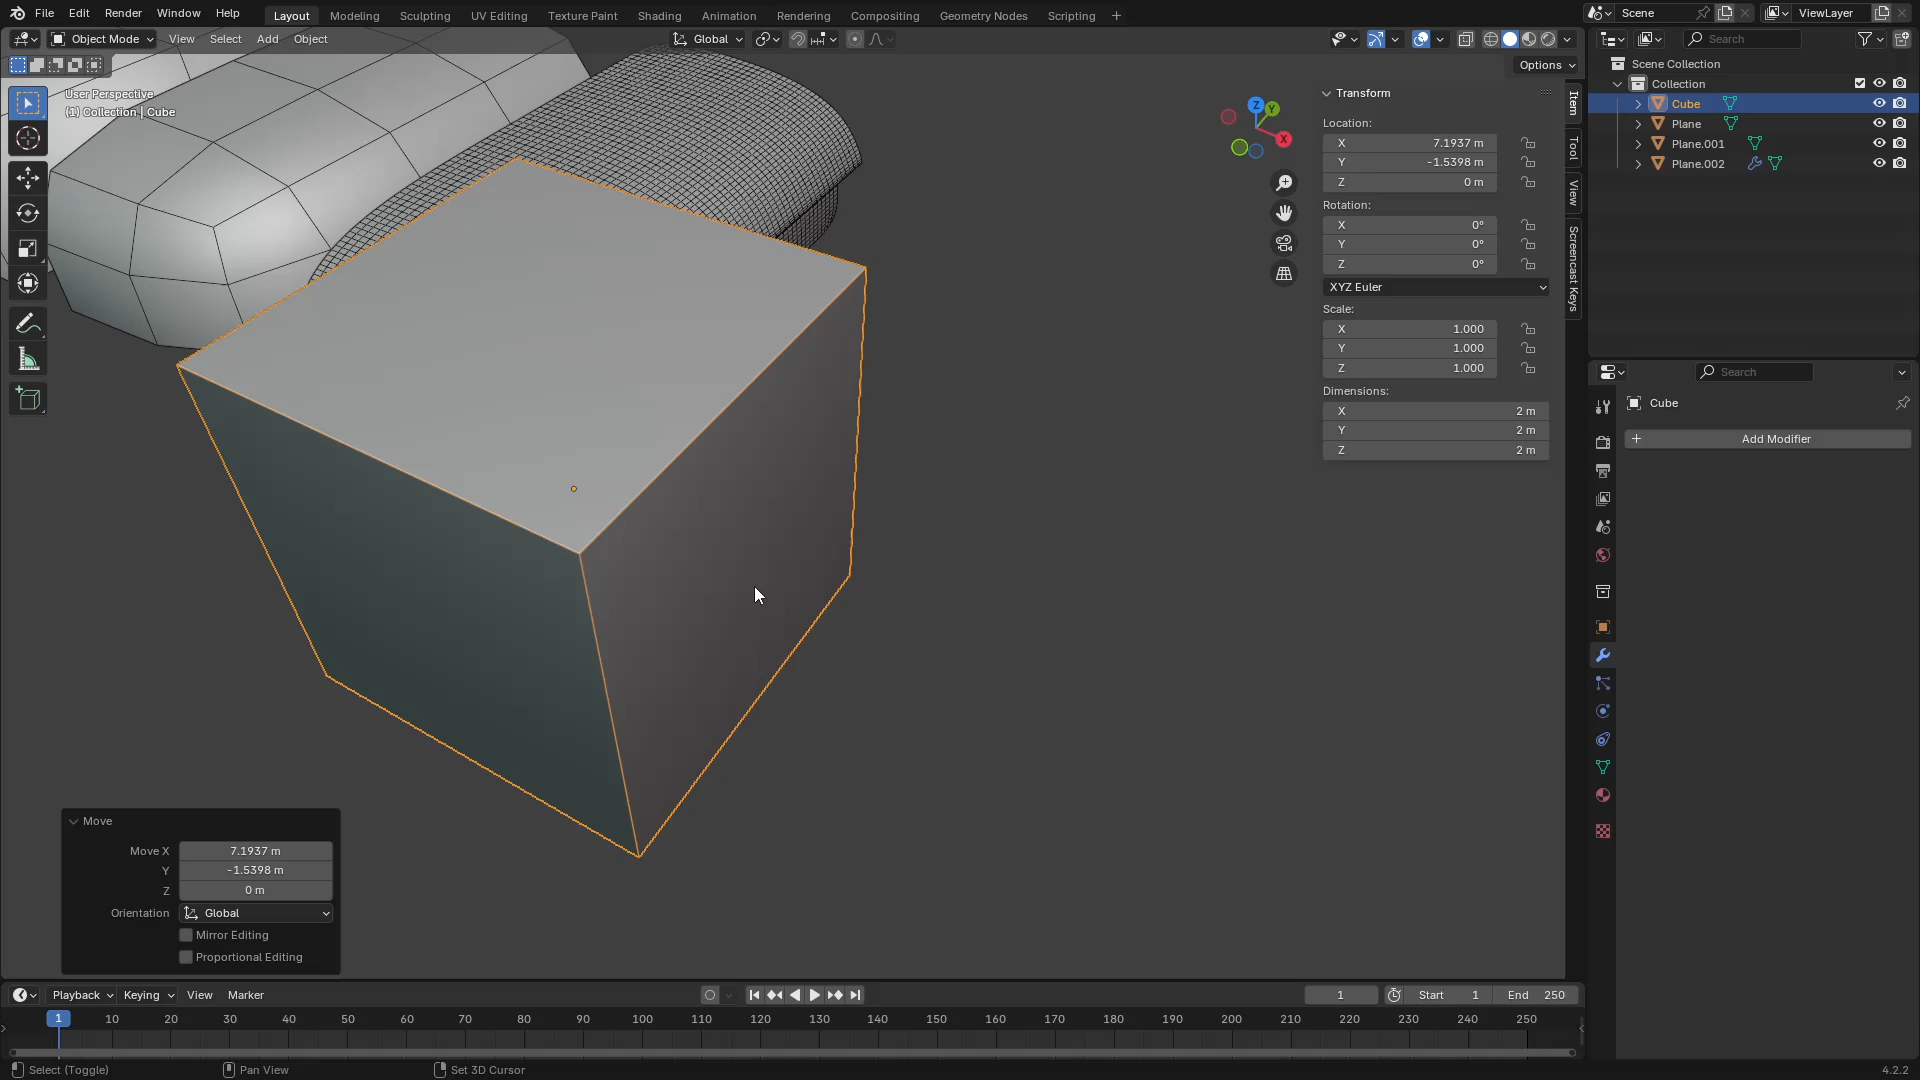 File Edit Render Window Help Layout Modeling Sculpting UV Editing Texture Paint Shading Animation Rendering Compositing Geometry Nodes Scripting + Scene ViewLayer
Object Mode View Select Add Object Global Search
Options
User Perspective
(1) Collection | Cube
Z
Y
X
Transform
Location:
X 7.1937 m
Y -1.5398 m
Z 0 m
Rotation:
X 0°
Y 0°
Z 0°
XYZ Euler
Scale:
X 1.000
Y 1.000
Z 1.000
Dimensions:
X 2 m
Y 2 m
Z 2 m
Item
Tool
View
Screencast Keys
Scene Collection
Collection
Cube
Plane
Plane.001
Plane.002
Search
Cube
+ Add Modifier
Move
Move X 7.1937 m
Y -1.5398 m
Z 0 m
Orientation Global
Mirror Editing
Proportional Editing
Playback Keying View Marker 1 Start 1 End 250
1 10 20 30 40 50 60 70 80 90 100 110 120 130 140 150 160 170 180 190 200 210 220 230 240 250
Select (Toggle) Pan View Set 3D Cursor 4.2.2